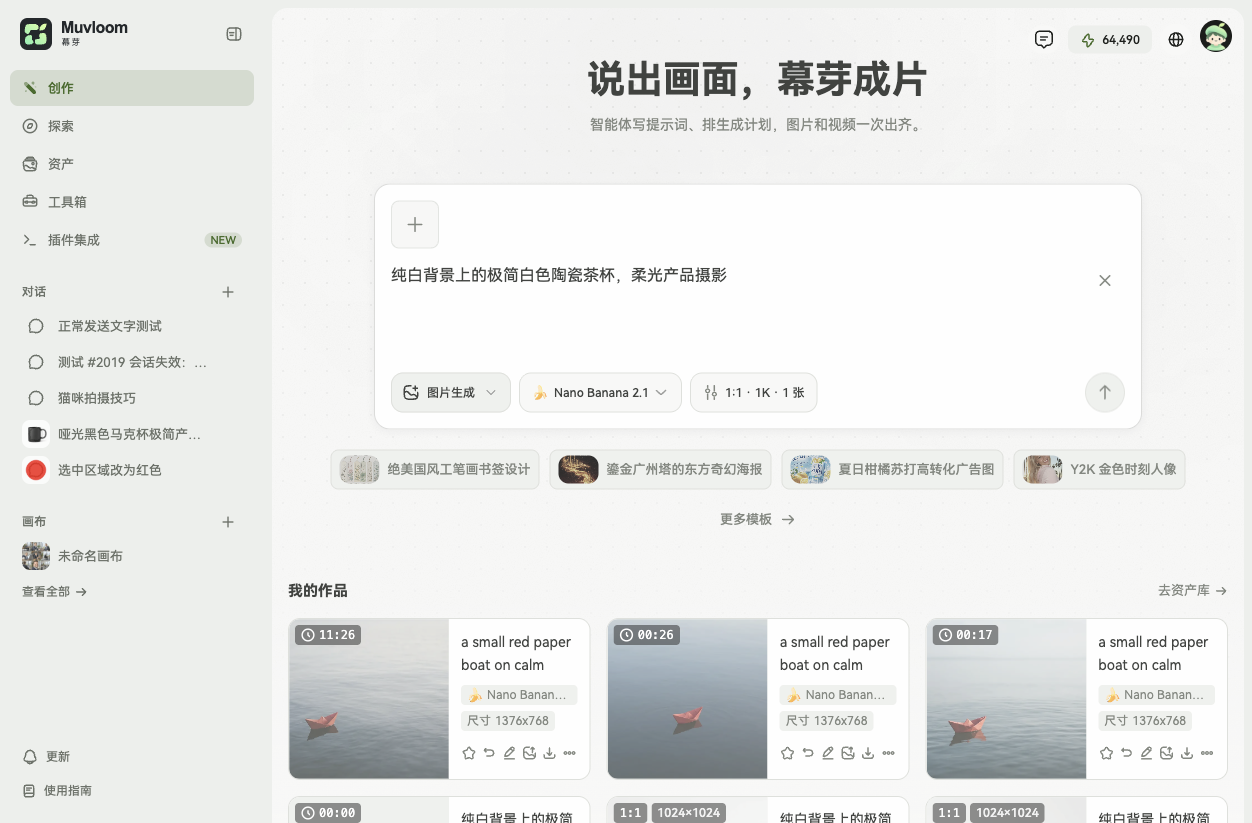 Muvloom
幕芽
创作
探索
资产
工具箱
插件集成 NEW
对话
正常发送文字测试
测试 #2019 会话失效：...
猫咪拍摄技巧
哑光黑色马克杯极简产...
选中区域改为红色
画布
未命名画布
查看全部
更新
使用指南
64,490
说出画面，幕芽成片
智能体写提示词、排生成计划，图片和视频一次出齐。
纯白背景上的极简白色陶瓷茶杯，柔光产品摄影
图片生成
Nano Banana 2.1
1:1 · 1K · 1 张
绝美国风工笔画书签设计
鎏金广州塔的东方奇幻海报
夏日柑橘苏打高转化广告图
Y2K 金色时刻人像
更多模板
我的作品
去资产库
11:26
a small red paper
boat on calm
Nano Banan...
尺寸 1376x768
00:26
a small red paper
boat on calm
Nano Banan...
尺寸 1376x768
00:17
a small red paper
boat on calm
Nano Banan...
尺寸 1376x768
00:00
纯白背景上的极简
1:1
1024×1024
纯白背景上的极简
1:1
1024×1024
纯白背景上的极简